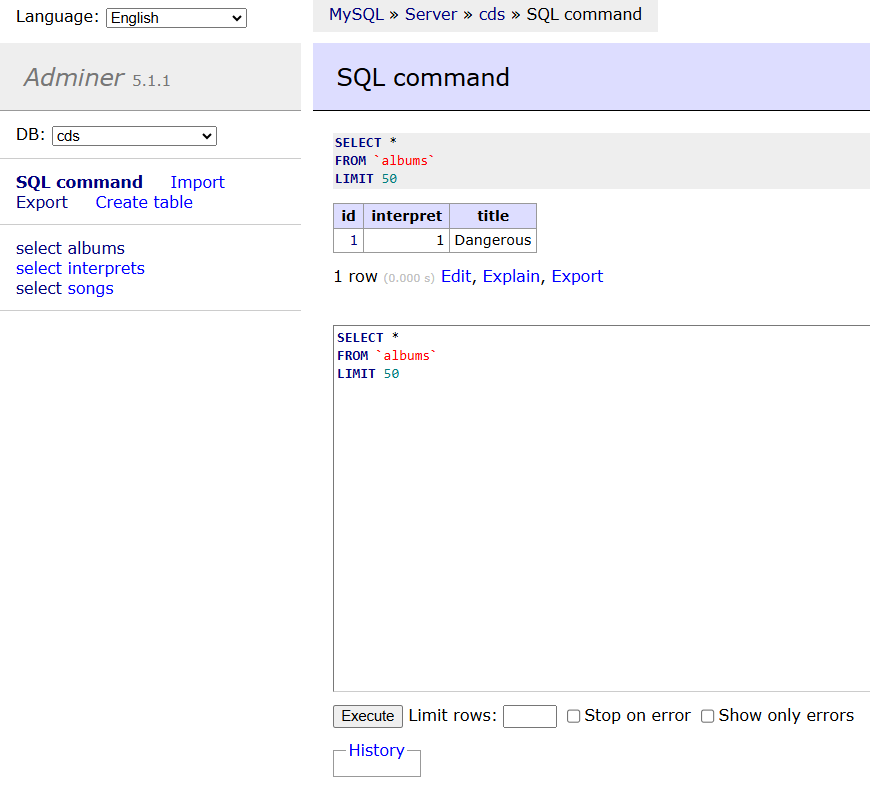 Language: English
MySQL » Server » cds » SQL command
Adminer 5.1.1
SQL command
DB: cds
SQL command Import
Export Create table
select albums
select interprets
select songs
SELECT *
FROM `albums`
LIMIT 50
id interpret title
1 1 Dangerous
1 row (0.000 s) Edit, Explain, Export
SELECT *
FROM `albums`
LIMIT 50
Execute Limit rows: Stop on error Show only errors
History